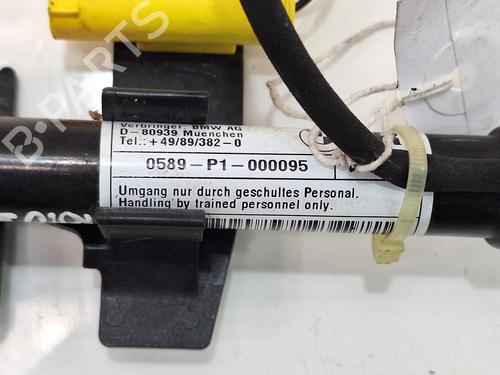 Verbringer: BMW AG
D-80939 Muenchen
Tel.: +49/89/382-0
0589-P1-000095
Umgang nur durch geschultes Personal.
Handling by trained personnel only.
B-PARTS